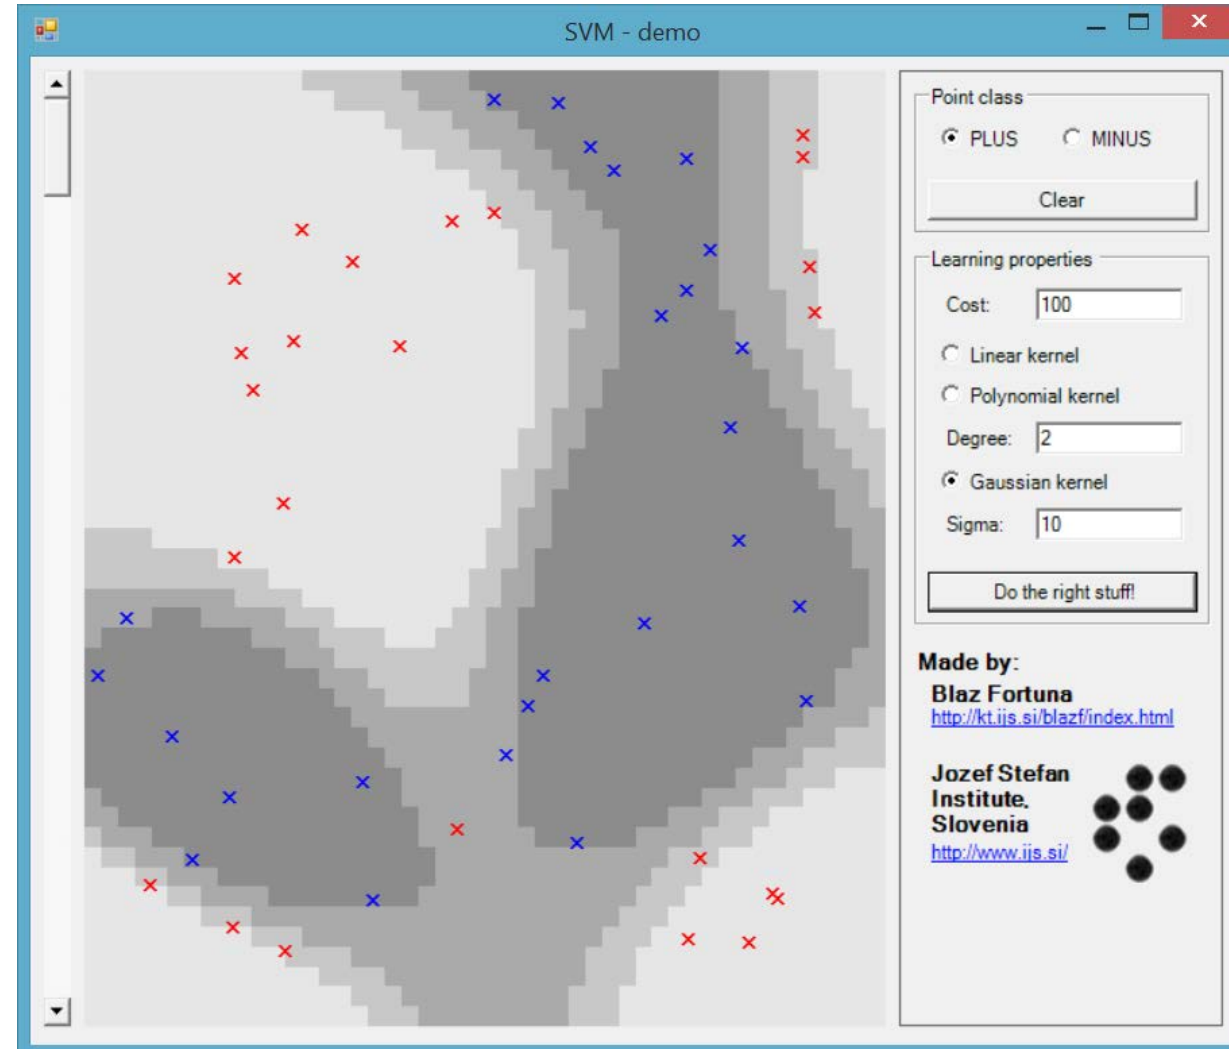 SVM - demo
Point class
PLUS MINUS
Clear
Learning properties
Cost: 100
Linear kernel
Polynomial kernel
Degree: 2
Gaussian kernel
Sigma: 10
Do the right stuff!
Made by:
Blaz Fortuna
http://kt.ijs.si/blazf/index.html
Jozef Stefan
Institute,
Slovenia
http://www.ijs.si/